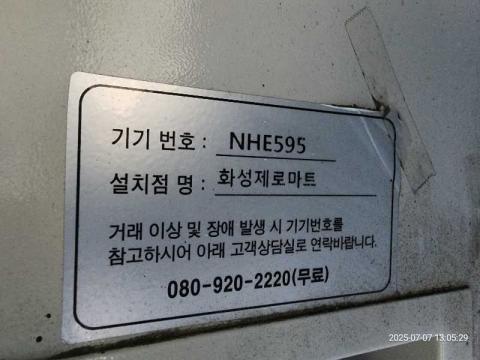 기기 번호 : NHE595
설치점 명 : 화성제로마트
거래 이상 및 장애 발생 시 기기번호를
참고하시어 아래 고객상담실로 연락바랍니다.
080-920-2220(무료)
2025-07-07 13:05:29